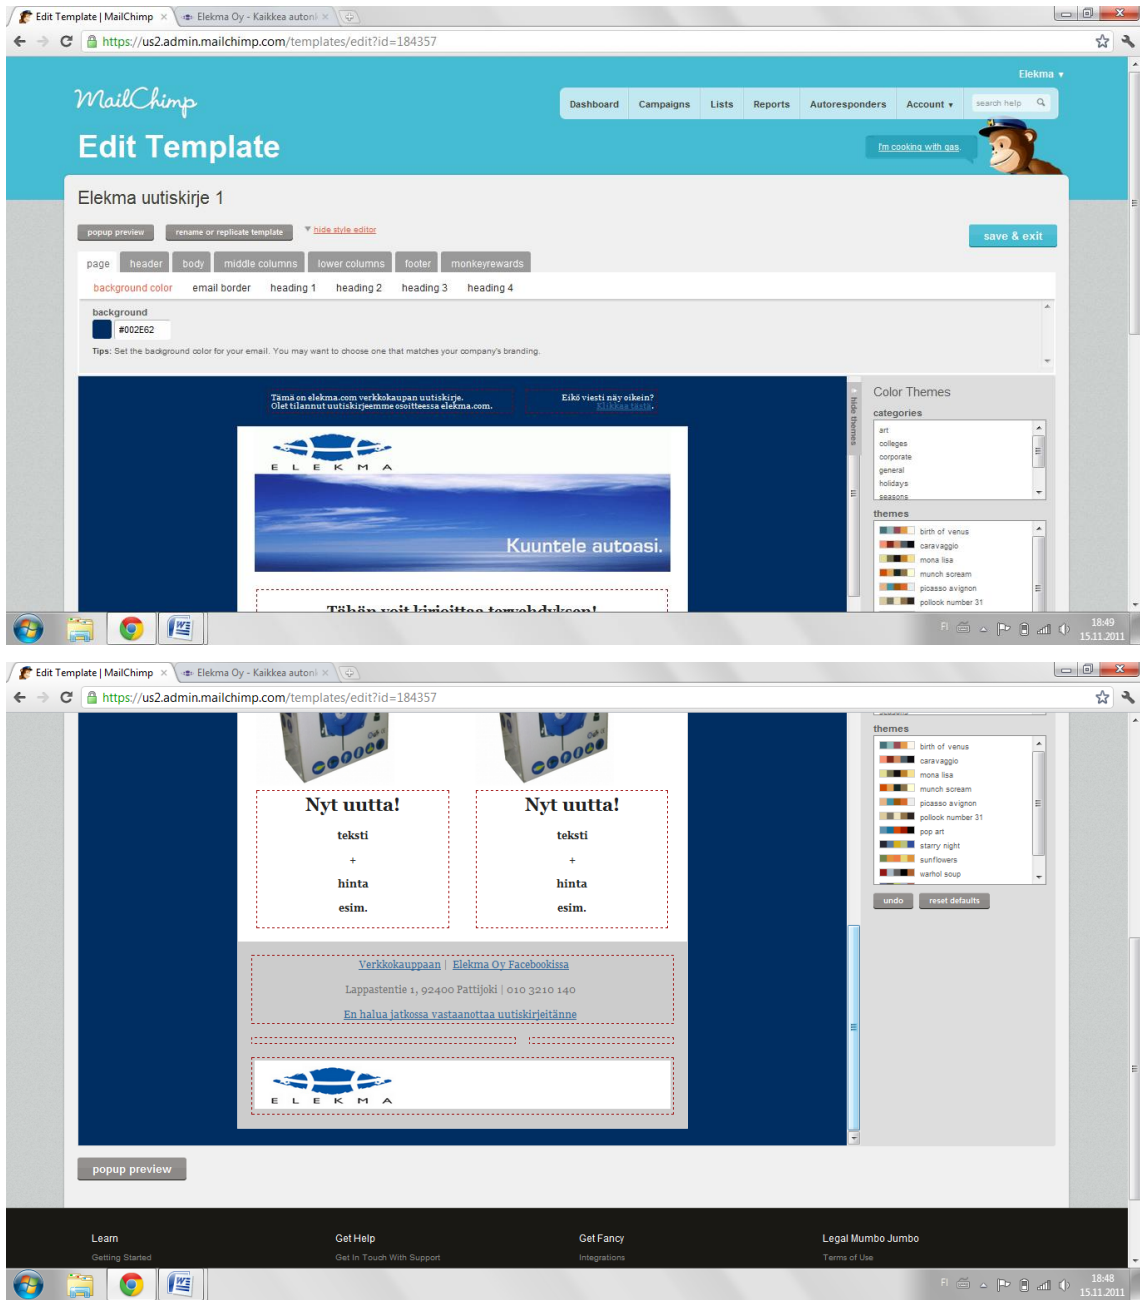 Edit Template | MailChimp
Elekma Oy - Kaikkea autoni
https://us2.admin.mailchimp.com/templates/edit?id=184357
Elekma
MailChimp
Dashboard Campaigns Lists Reports Autoresponders Account search help
Edit Template
I'm cooking with gas.
Elekma uutiskirje 1
popup preview rename or replicate template hide style editor
save & exit
page header body middle columns lower columns footer monkeyrewards
background color email border heading 1 heading 2 heading 3 heading 4
background
#002E62
Tips: Set the background color for your email. You may want to choose one that matches your company's branding.
Tämä on elekma.com verkkokaupan uutiskirje.
Olet tilannut uutiskirjeemme osoitteessa elekma.com.
Eikö viesti näy oikein?
Klikkaa tästä.
hide themes
Color Themes
categories
art
colleges
corporate
general
holidays
seasons
ELEKMA
Kuuntele autoasi.
themes
birth of venus
caravaggio
mona lisa
munch scream
picasso avignon
pollock number 31
Tähän voit kirjoittaa tervehdyksen!
FI
18:49
15.11.2011
Edit Template | MailChimp
Elekma Oy - Kaikkea autoni
https://us2.admin.mailchimp.com/templates/edit?id=184357
seasons
themes
birth of venus
caravaggio
mona lisa
munch scream
picasso avignon
pollock number 31
pop art
starry night
sunflowers
warhol soup
undo reset defaults
Nyt uutta! Nyt uutta!
teksti teksti
+ +
hinta hinta
esim. esim.
Verkkokauppaan | Elekma Oy Facebookissa
Lappastentie 1, 92400 Pattijoki | 010 3210 140
En halua jatkossa vastaanottaa uutiskirjeitänne
ELEKMA
popup preview
Learn Get Help Get Fancy Legal Mumbo Jumbo
Getting Started Get In Touch With Support Integrations Terms of Use
FI
18:48
15.11.2011